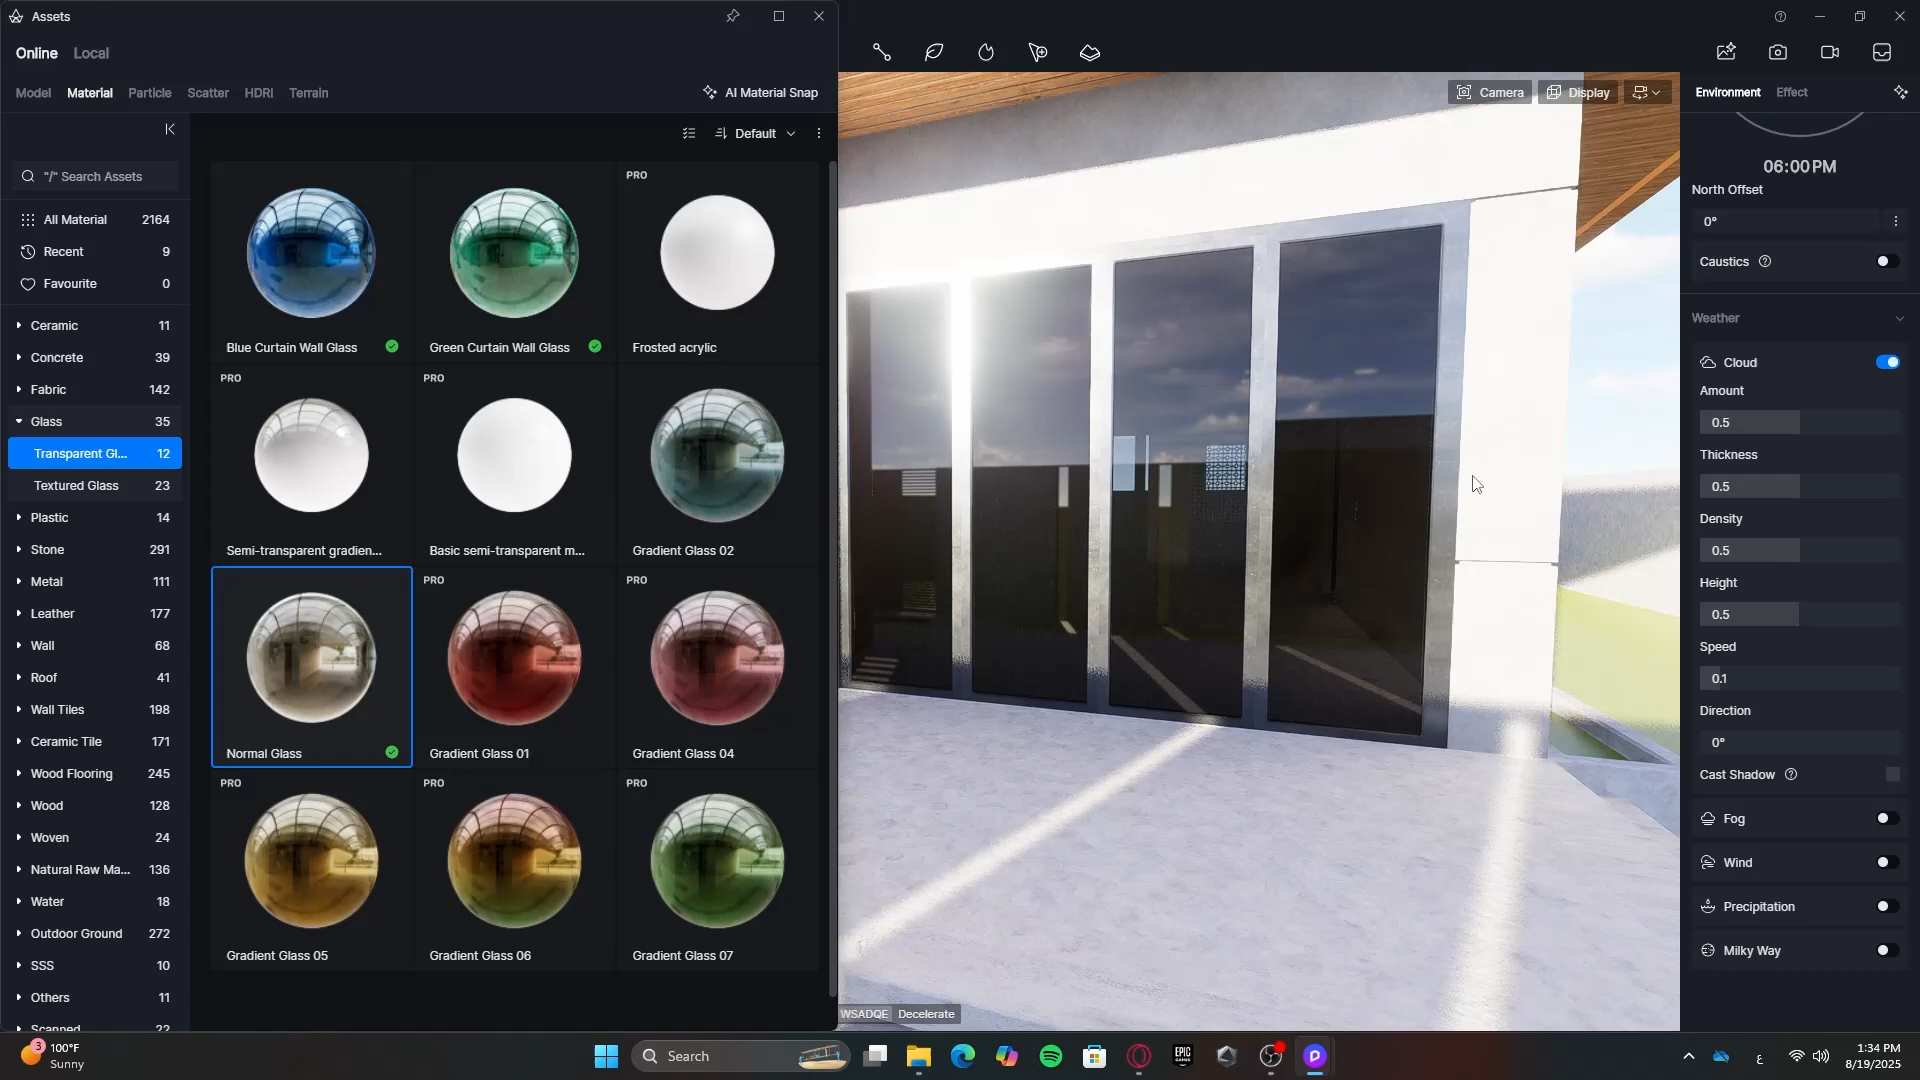 Assets
Online Local
Model Material Particle Scatter HDRI Terrain AI Material Snap
"/" Search Assets
All Material 2164
Recent 9
Favourite 0
Ceramic 11
Concrete 39
Fabric 142
Glass 35
Transparent Gl... 12
Textured Glass 23
Plastic 14
Stone 291
Metal 111
Leather 177
Wall 68
Roof 41
Wall Tiles 198
Ceramic Tile 171
Wood Flooring 245
Wood 128
Woven 24
Natural Raw Ma... 136
Water 18
Outdoor Ground 272
SSS 10
Others 11
Scanned 22
Default
PRO
Blue Curtain Wall Glass
Green Curtain Wall Glass
Frosted acrylic
PRO
PRO
Semi-transparent gradien...
Basic semi-transparent m...
Gradient Glass 02
PRO
PRO
Normal Glass
Gradient Glass 01
Gradient Glass 04
PRO
PRO
PRO
Gradient Glass 05
Gradient Glass 06
Gradient Glass 07
Camera Display
WSADQE Decelerate
Environment Effect
06:00 PM
North Offset
0°
Caustics
Weather
Cloud
Amount
0.5
Thickness
0.5
Density
0.5
Height
0.5
Speed
0.1
Direction
0°
Cast Shadow
Fog
Wind
Precipitation
Milky Way
3
100°F
Sunny
Search
EPIC
GAMES
ع
1:34 PM
8/19/2025